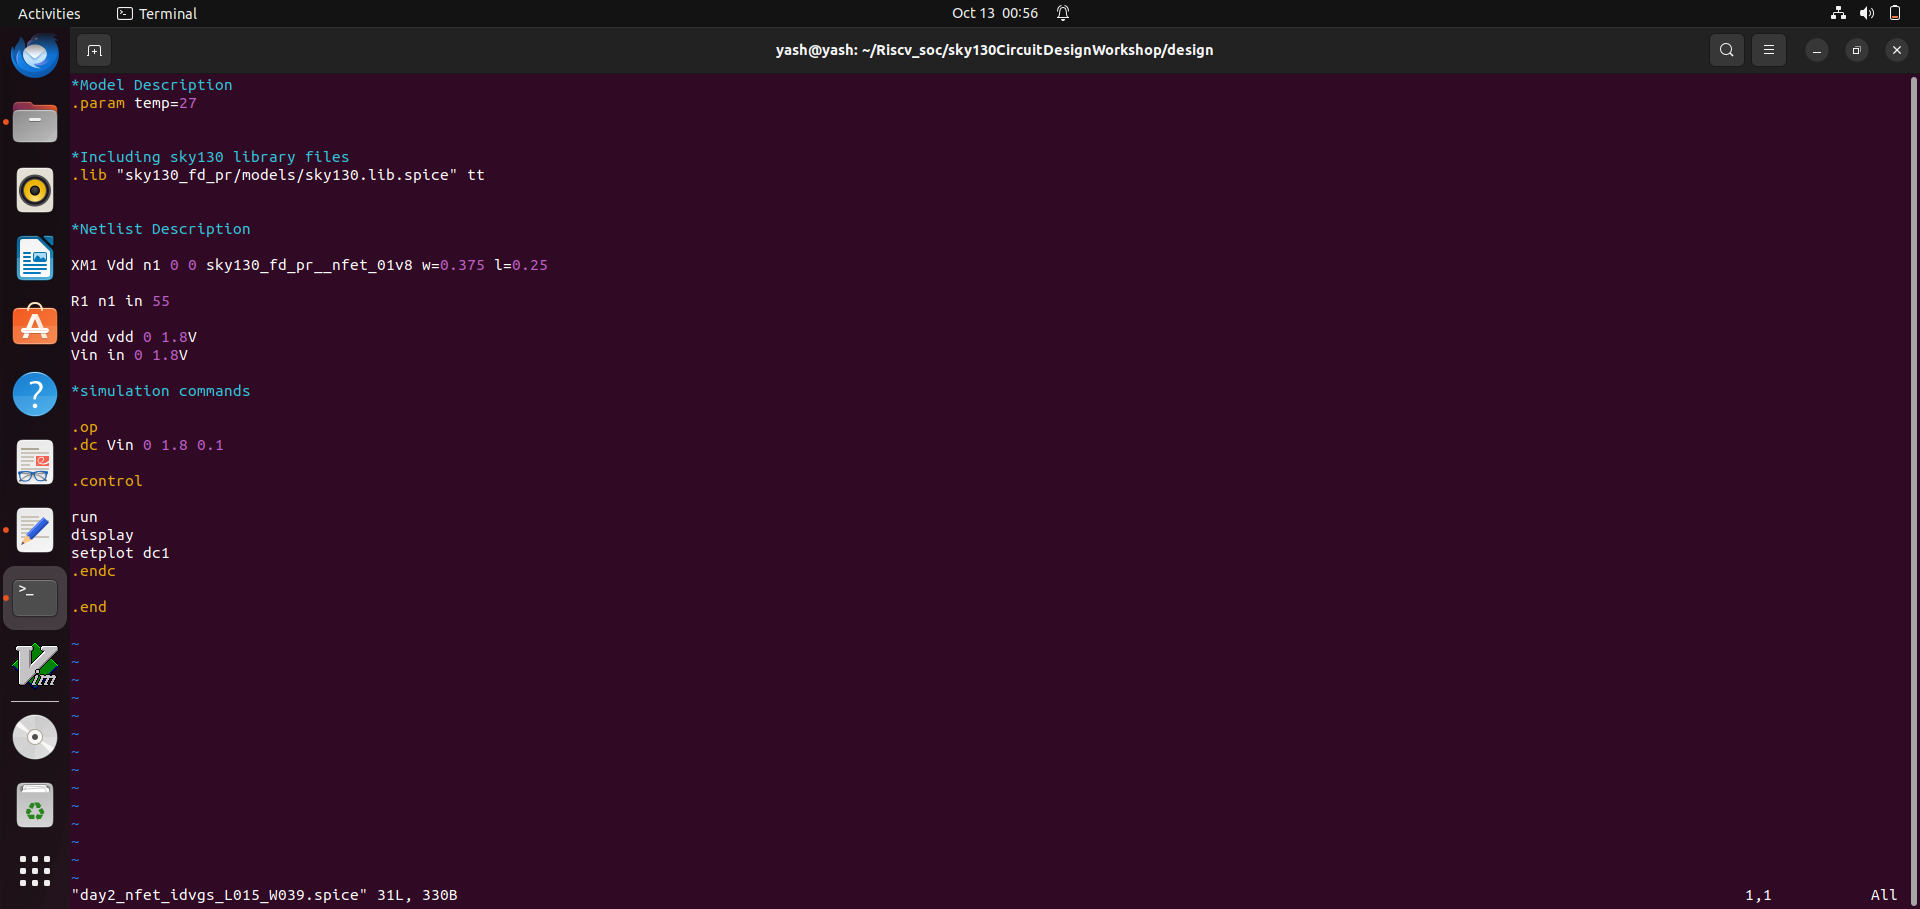 Activities
Terminal
Oct 13 00:56
yash@yash: ~/Riscv_soc/sky130CircuitDesignWorkshop/design
*Model Description
.param temp=27
*Including sky130 library files
.lib "sky130_fd_pr/models/sky130.lib.spice" tt
*Netlist Description
XM1 Vdd n1 0 0 sky130_fd_pr__nfet_01v8 w=0.375 l=0.25
R1 n1 in 55
Vdd vdd 0 1.8V
Vin in 0 1.8V
*simulation commands
.op
.dc Vin 0 1.8 0.1
.control
run
display
setplot dc1
.endc
.end
~
~
~
~
~
~
~
~
~
~
~
~
~
~
"day2_nfet_idvgs_L015_W039.spice" 31L, 330B
1,1
All